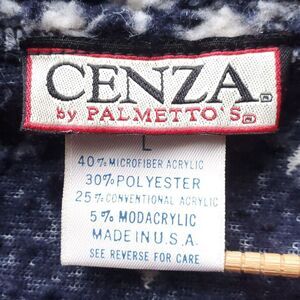 CENZA®
by PALMETTO'S®
L
40% MICROFIBER ACRYLIC
30% POLYESTER
25% CONVENTIONAL ACRYLIC
5% MODACRYLIC
MADE IN U.S.A.
SEE REVERSE FOR CARE